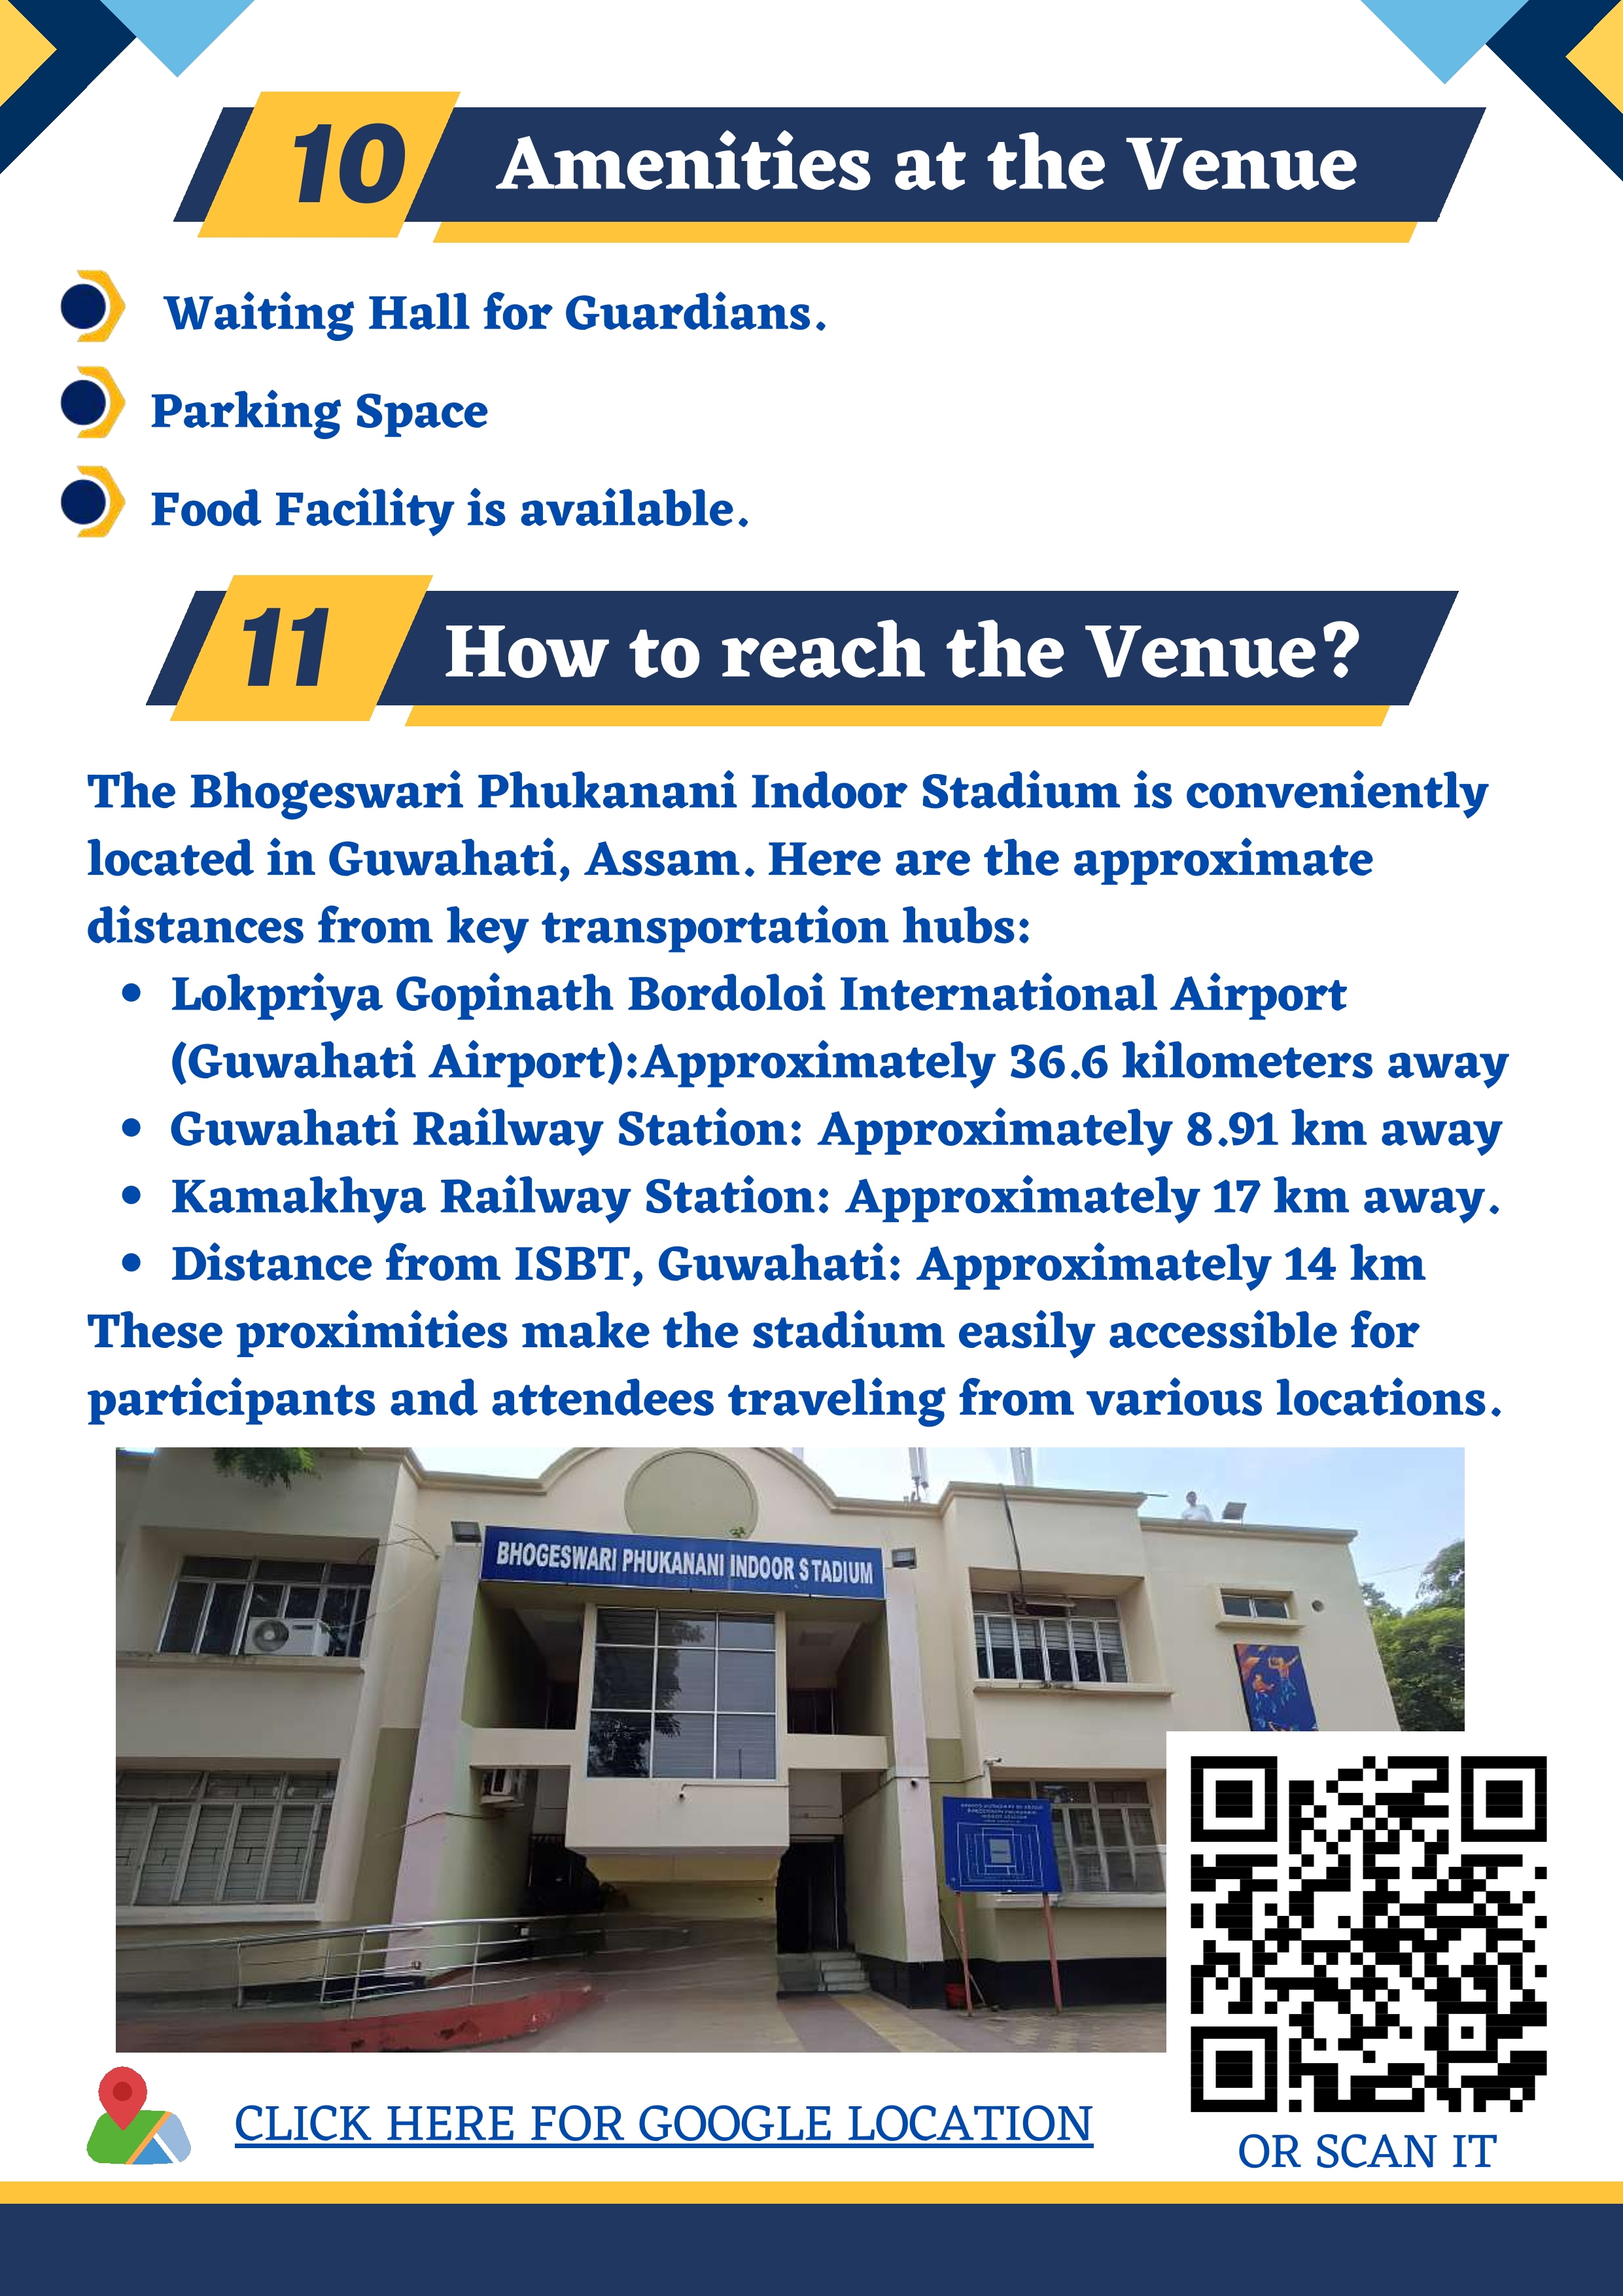 10 Amenities at the Venue
Waiting Hall for Guardians.
Parking Space
Food Facility is available.
11 How to reach the Venue?
The Bhogeswari Phukanani Indoor Stadium is conveniently
located in Guwahati, Assam. Here are the approximate
distances from key transportation hubs:
• Lokpriya Gopinath Bordoloi International Airport
(Guwahati Airport):Approximately 36.6 kilometers away
• Guwahati Railway Station: Approximately 8.91 km away
• Kamakhya Railway Station: Approximately 17 km away.
• Distance from ISBT, Guwahati: Approximately 14 km
These proximities make the stadium easily accessible for
participants and attendees traveling from various locations.
BHOGESWARI PHUKANANI INDOOR STADIUM
CLICK HERE FOR GOOGLE LOCATION
OR SCAN IT